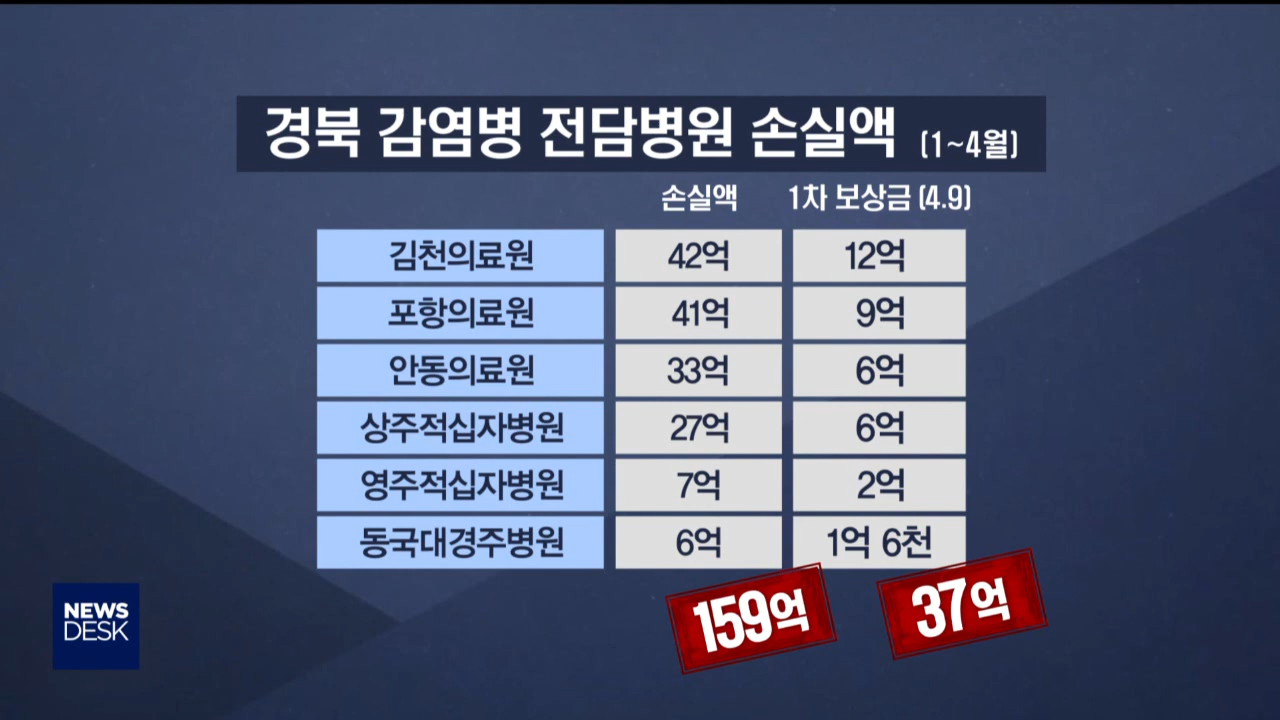 경북 감염병 전담병원 손실액 (1~4월)
손실액 1차 보상금 (4.9)
김천의료원 42억 12억
포항의료원 41억 9억
안동의료원 33억 6억
상주적십자병원 27억 6억
영주적십자병원 7억 2억
동국대경주병원 6억 1억 6천
159억 37억
NEWS
DESK